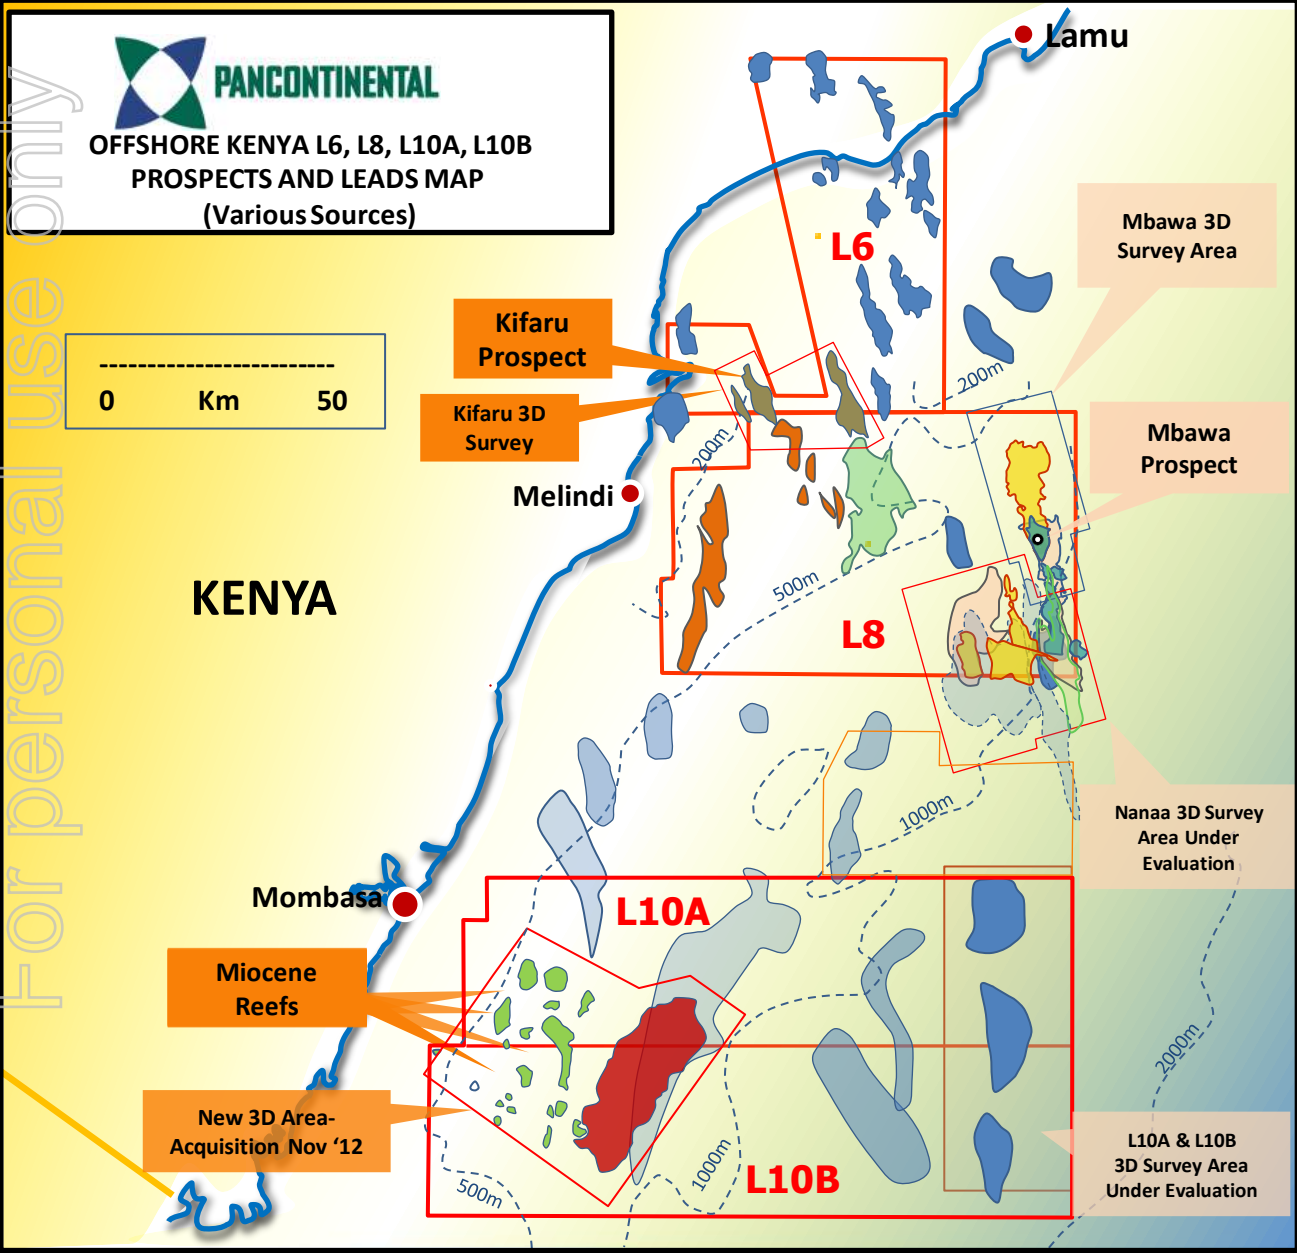 PANCONTINENTAL
OFFSHORE KENYA L6, L8, L10A, L10B
PROSPECTS AND LEADS MAP
(Various Sources)
For personal use only
Lamu
Mbawa 3D
Survey Area
L6
Kifaru
Prospect
0 Km 50
200m
Kifaru 3D
Survey
Mbawa
Prospect
200m
Melindi
500m
KENYA
L8
1000m
Nanaa 3D Survey
Area Under
Evaluation
Mombasa
L10A
Miocene
Reefs
2000m
New 3D Area-
Acquisition Nov ‘12
L10A & L10B
3D Survey Area
Under Evaluation
1000m
L10B
500m